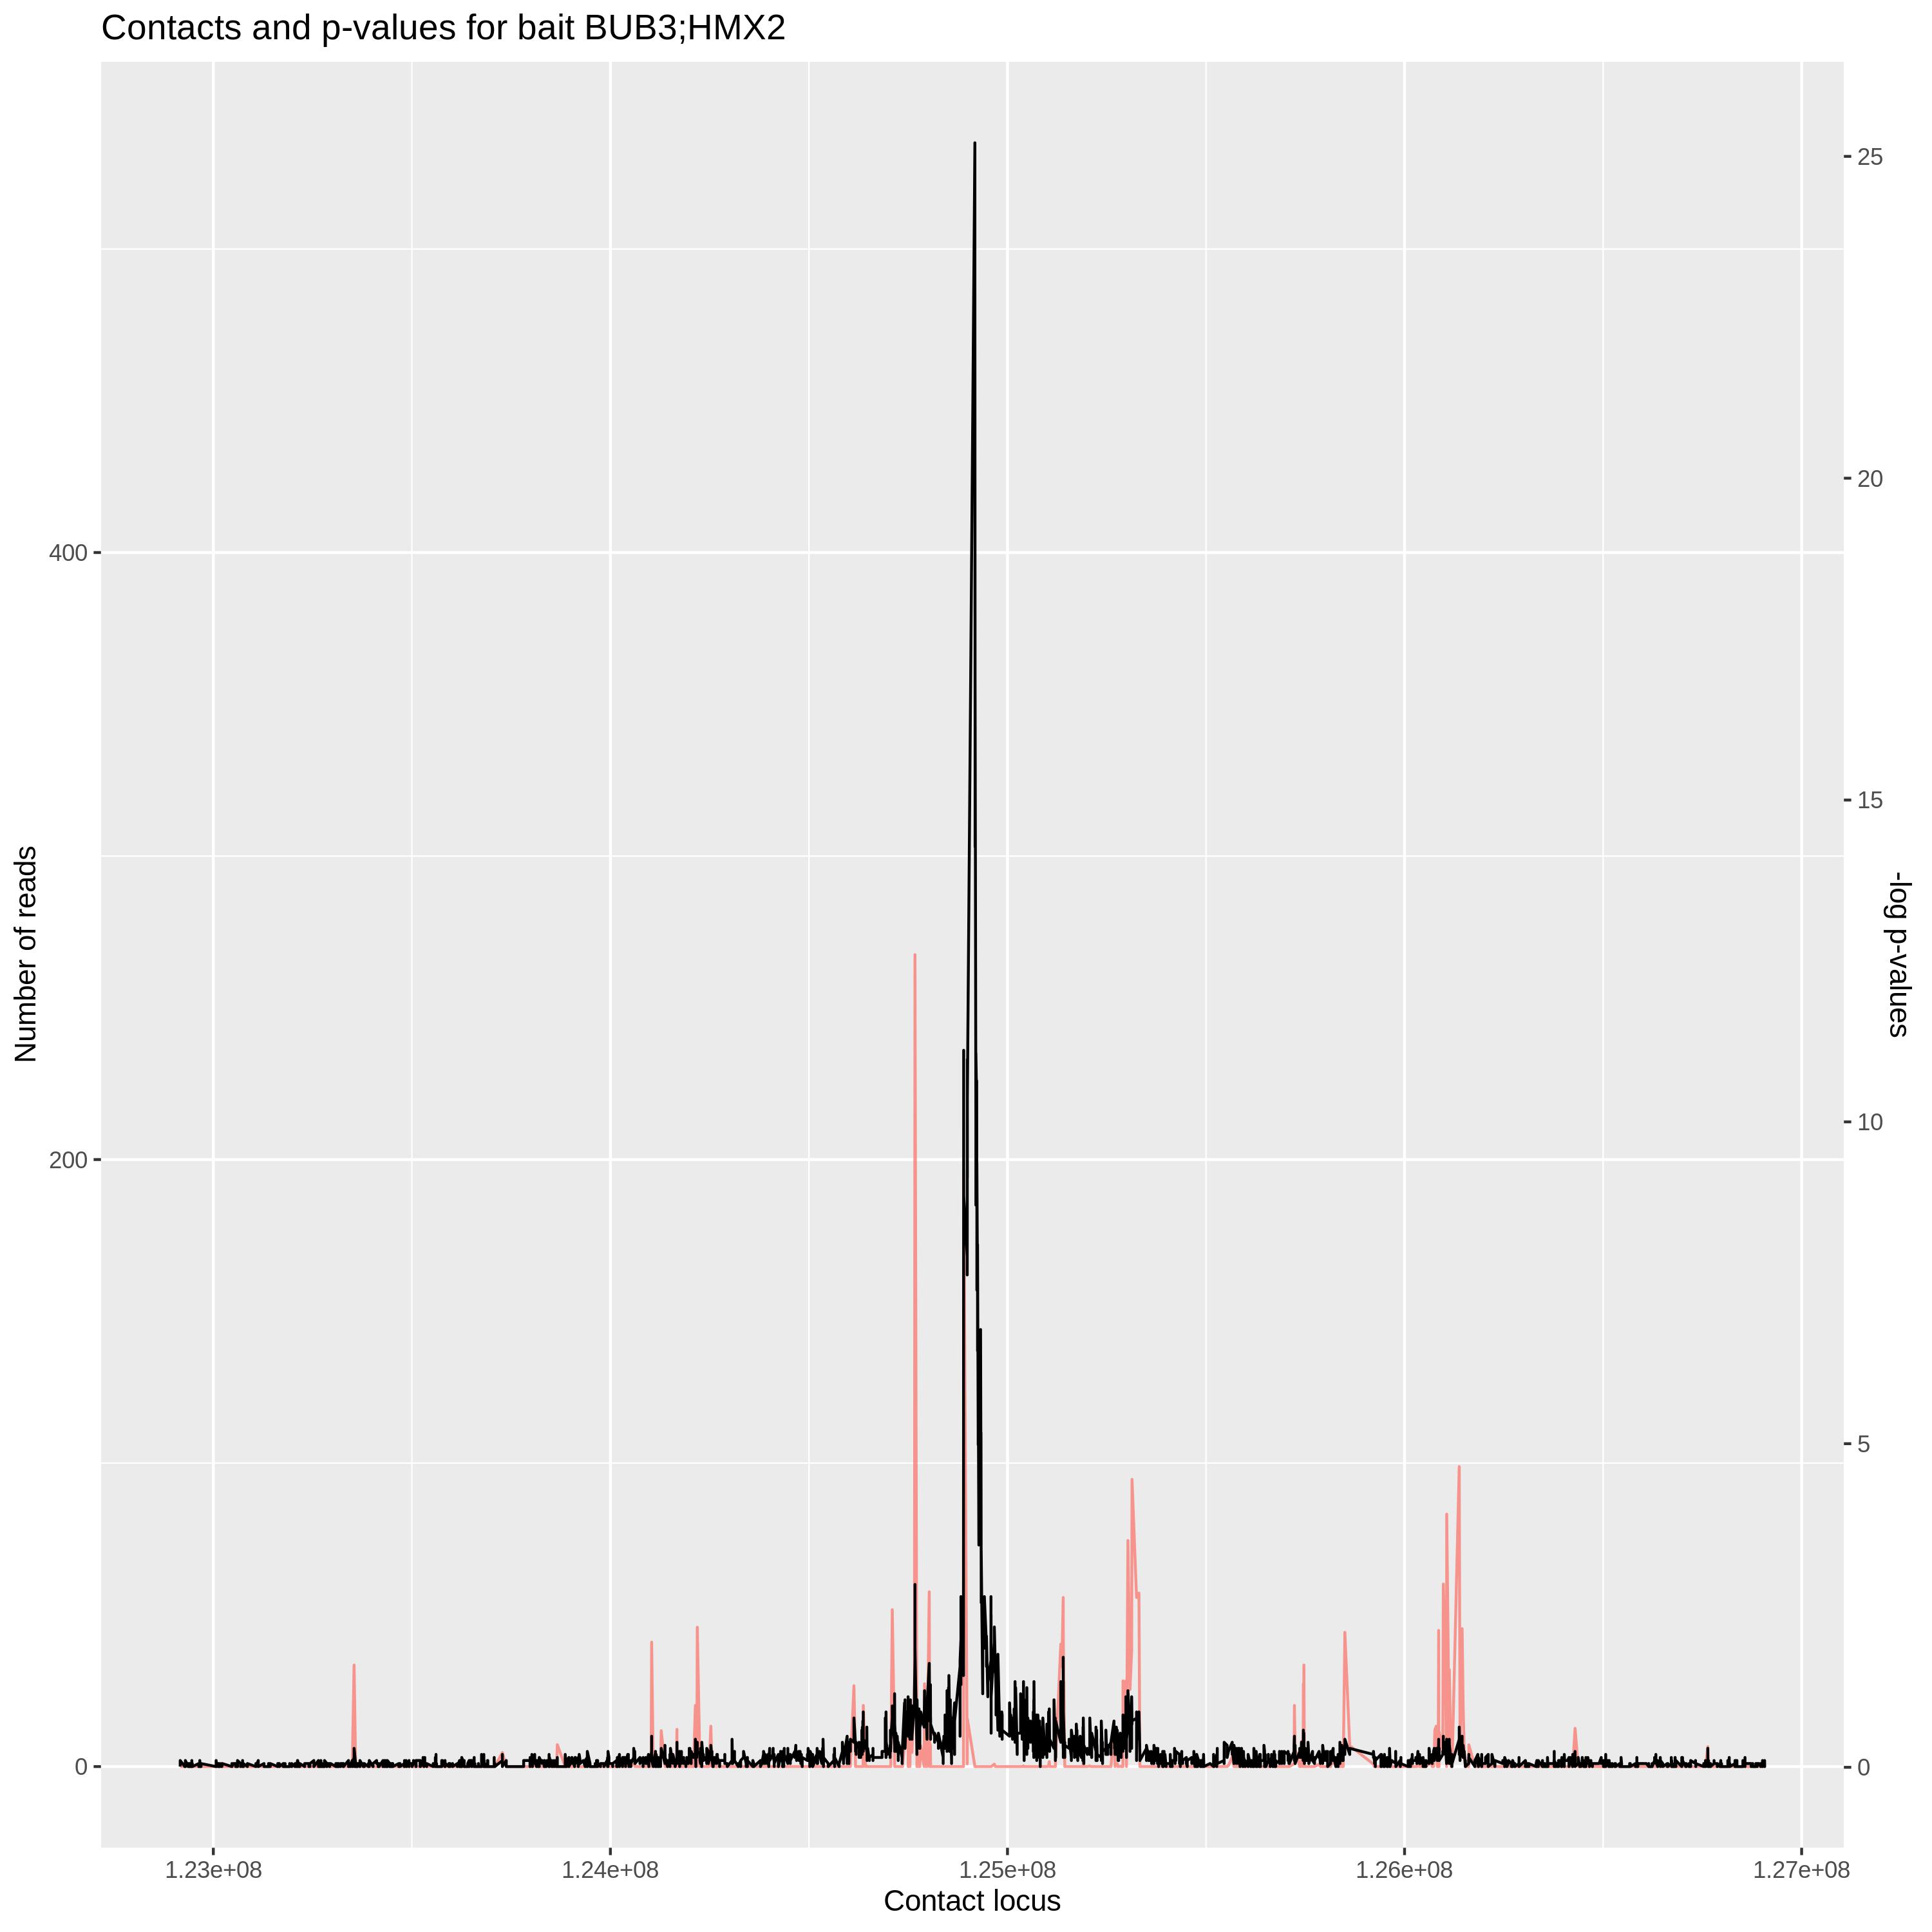 Contacts and p-values for bait BUB3;HMX2
Number of reads
400
200
0
25
20
15
10
5
0
-log p-values
1.23e+08
1.24e+08
1.25e+08
1.26e+08
1.27e+08
Contact locus